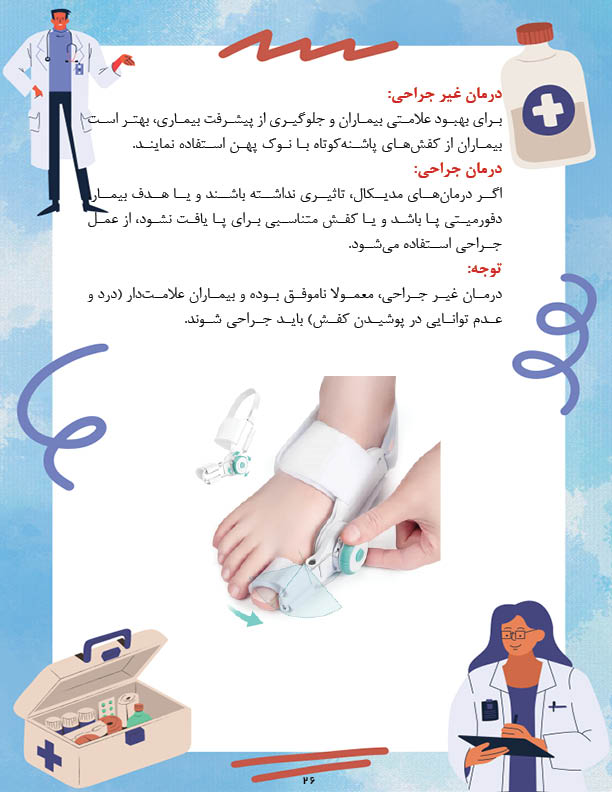 درمان غیر جراحی:
برای بهبود علامتی بیماران و جلوگیری از پیشرفت بیماری، بهتر است
بیماران از کفش‌های پاشنه‌کوتاه با نوک پهن استفاده نمایند.
درمان جراحی:
اگر درمان‌های مدیکال، تاثیری نداشته باشند و یا هدف بیمار
دفورمیتی پا باشد و یا کفش متناسبی برای پا یافت نشود، از عمل
جراحی استفاده می‌شود.
توجه:
درمان غیر جراحی، معمولا ناموفق بوده و بیماران علامت‌دار (درد و
عدم توانایی در پوشیدن کفش) باید جراحی شوند.
۲۶